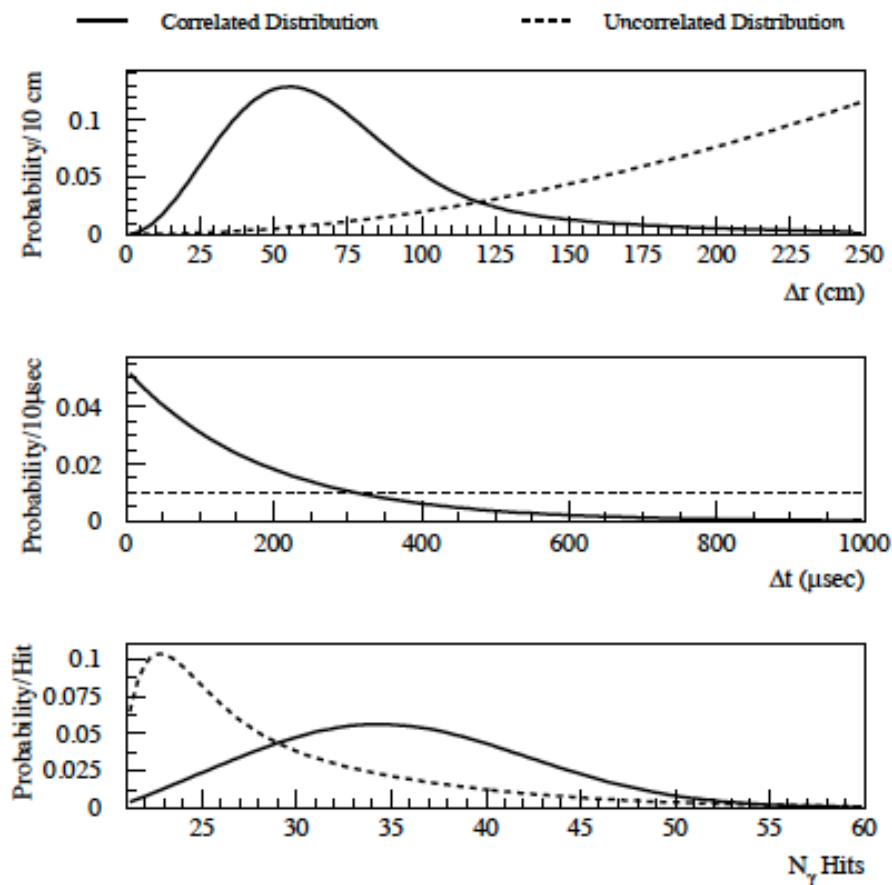 Correlated Distribution Uncorrelated Distribution
Probability/10 cm
0.1
0.05
0
0 25 50 75 100 125 150 175 200 225 250
Δr (cm)
Probability/10μsec
0.04
0.02
0
0 200 400 600 800 1000
Δt (μsec)
Probability/Hit
0.1
0.075
0.05
0.025
0
25 30 35 40 45 50 55 60
Nγ Hits